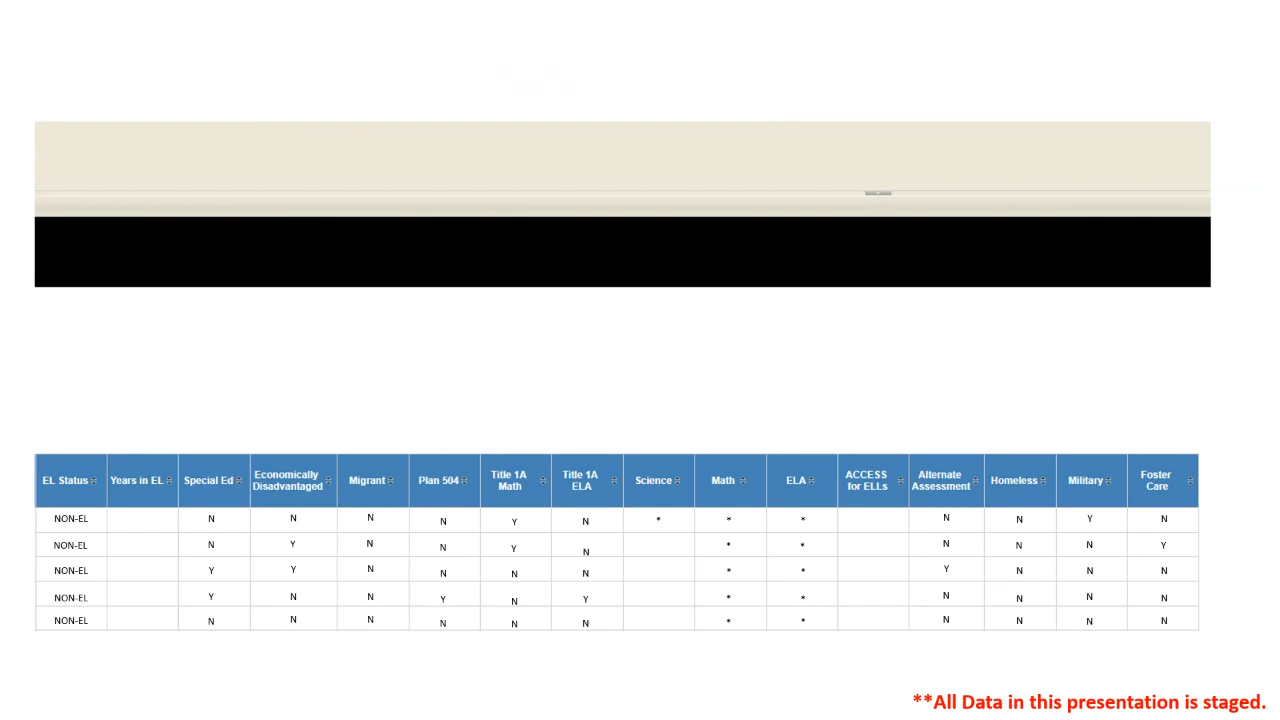 EL Status Years in EL Special Ed Economically Disadvantaged Migrant Plan 504 Title 1A Math Title 1A ELA Science Math ELA ACCESS for ELLs Alternate Assessment Homeless Military Foster Care
NON-EL N N N N Y N * * * N N Y N
NON-EL N Y N N Y N * * N N N Y
NON-EL Y Y N N N N * * Y N N N
NON-EL Y N N Y N Y * * N N N N
NON-EL N N N N N N * * N N N N
**All Data in this presentation is staged.